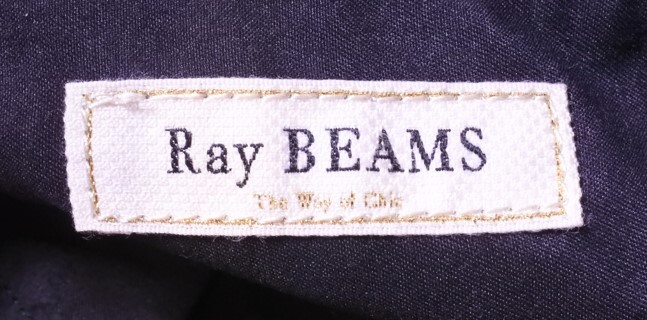 Ray BEAMS
The Way of Chic